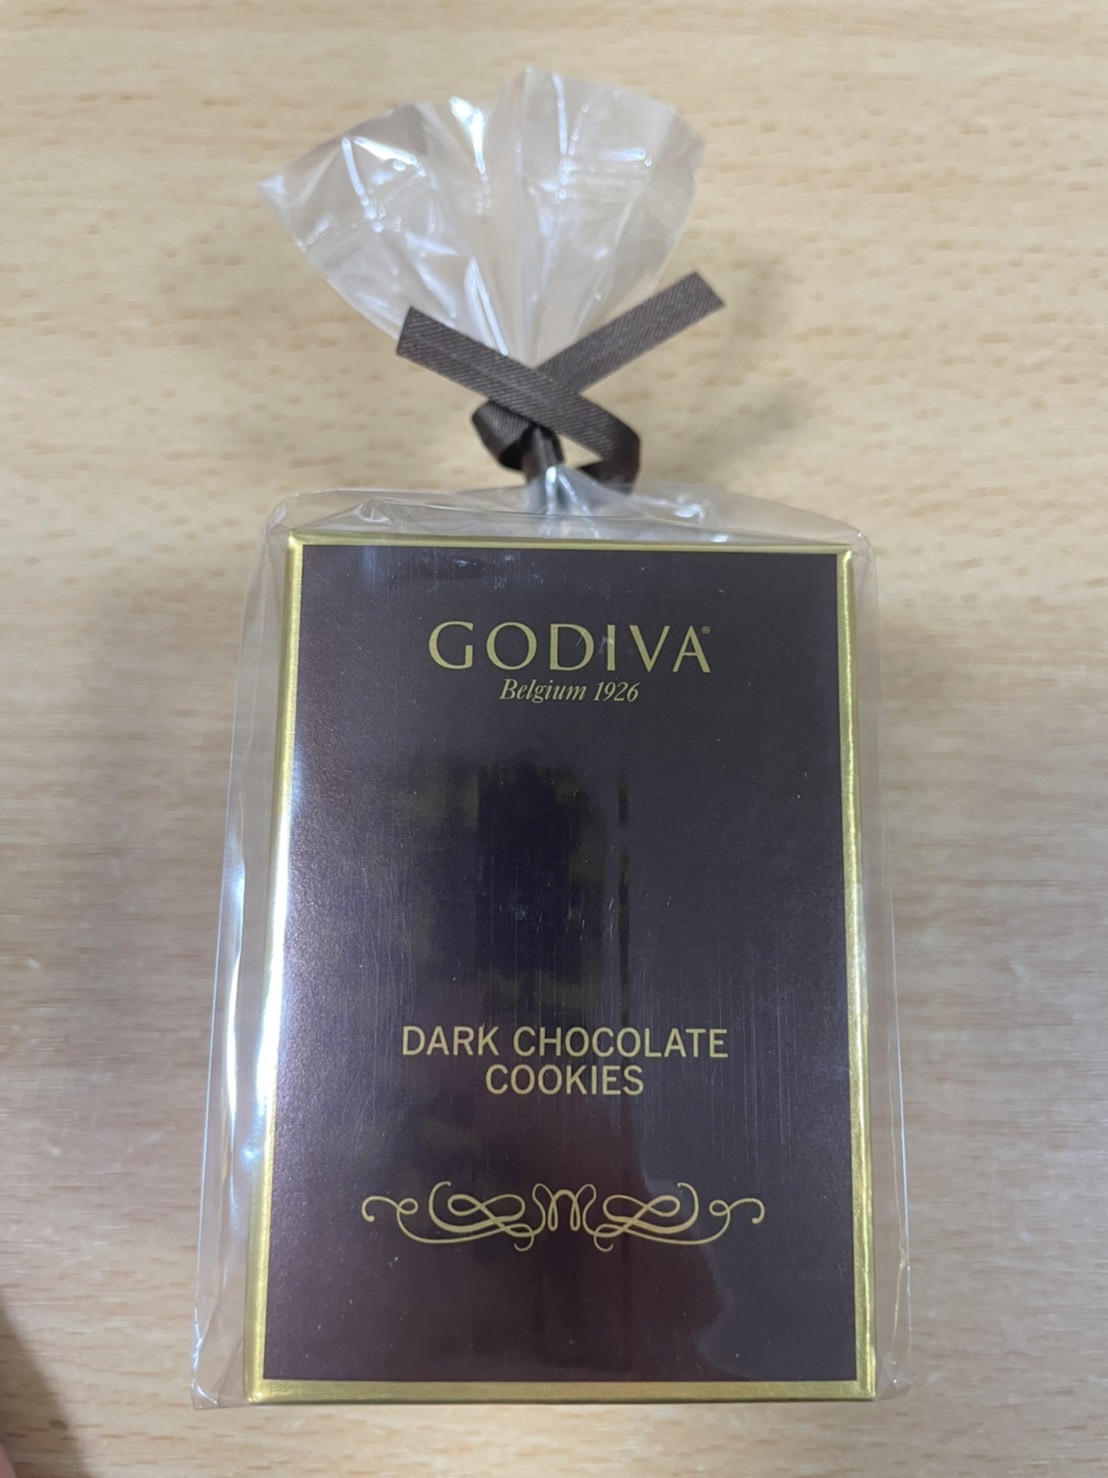 GODIVA®
Belgium 1926
DARK CHOCOLATE
COOKIES